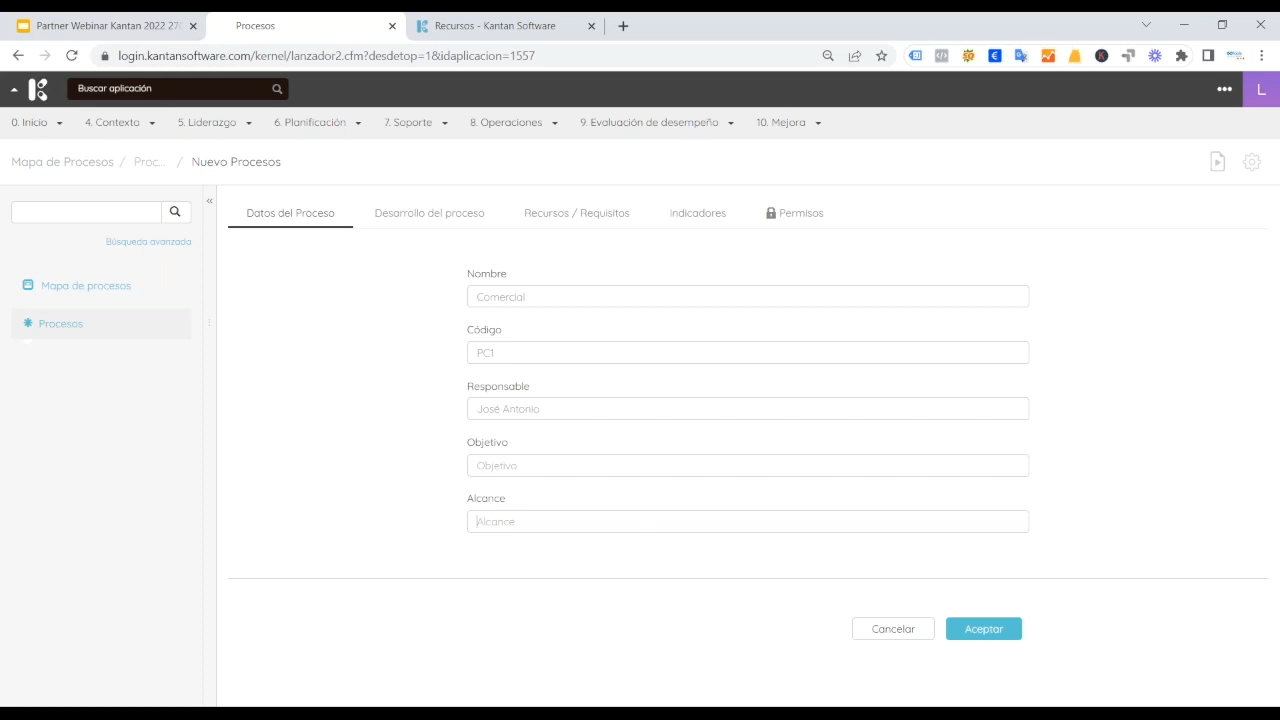 Partner Webinar Kantan 2022 27
Procesos
Recursos - Kantan Software
login.kantansoftware.com/kernel/lanzador2.cfm?desdetop=1&idaplicacion=1557
Buscar aplicación
L
0. Inicio
4. Contexto
5. Liderazgo
6. Planificación
7. Soporte
8. Operaciones
9. Evaluación de desempeño
10. Mejora
Mapa de Procesos / Proc... / Nuevo Procesos
Búsqueda avanzada
Mapa de procesos
Procesos
Datos del Proceso
Desarrollo del proceso
Recursos / Requisitos
Indicadores
Permisos
Nombre
Comercial
Código
PC1
Responsable
José Antonio
Objetivo
Objetivo
Alcance
Alcance
Cancelar
Aceptar